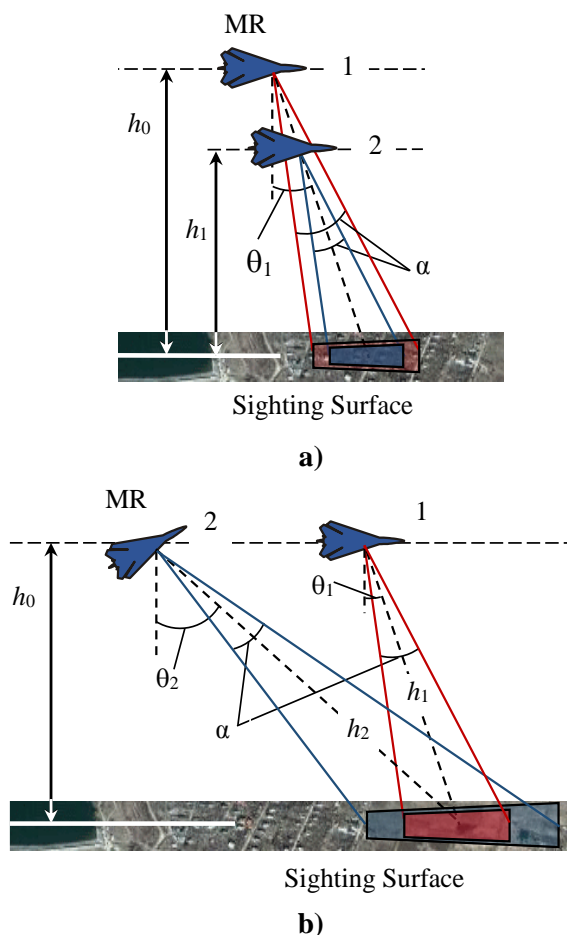 MR
1
h0
2
h1
θ1
α
Sighting Surface
a)
MR
2
1
h0
θ1
θ2
h1
α
h2
Sighting Surface
b)